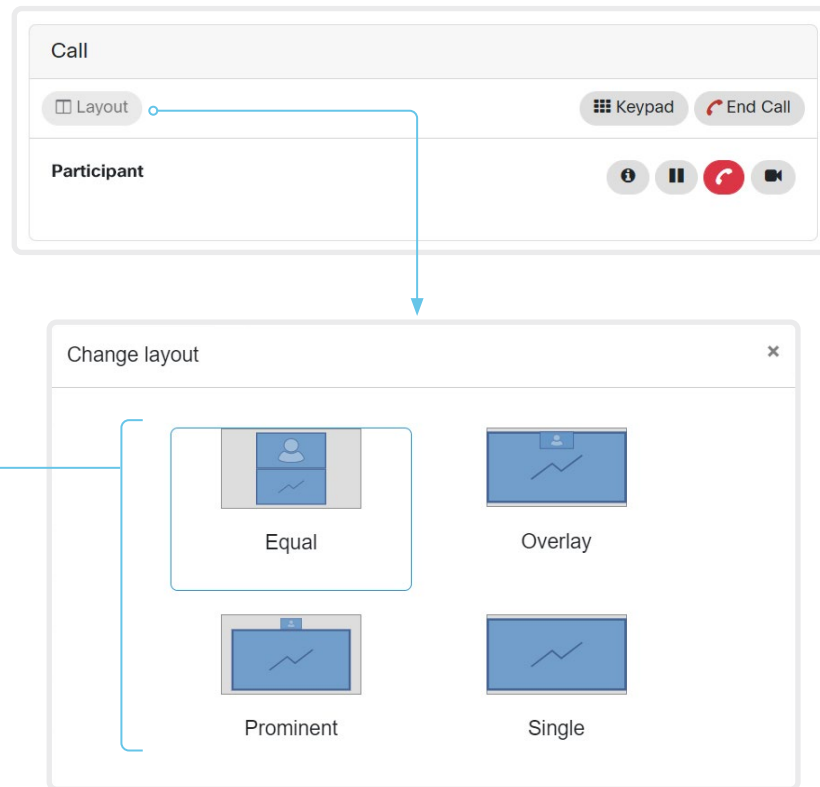 Call
Layout Keypad End Call
Participant
Change layout
Equal Overlay
Prominent Single